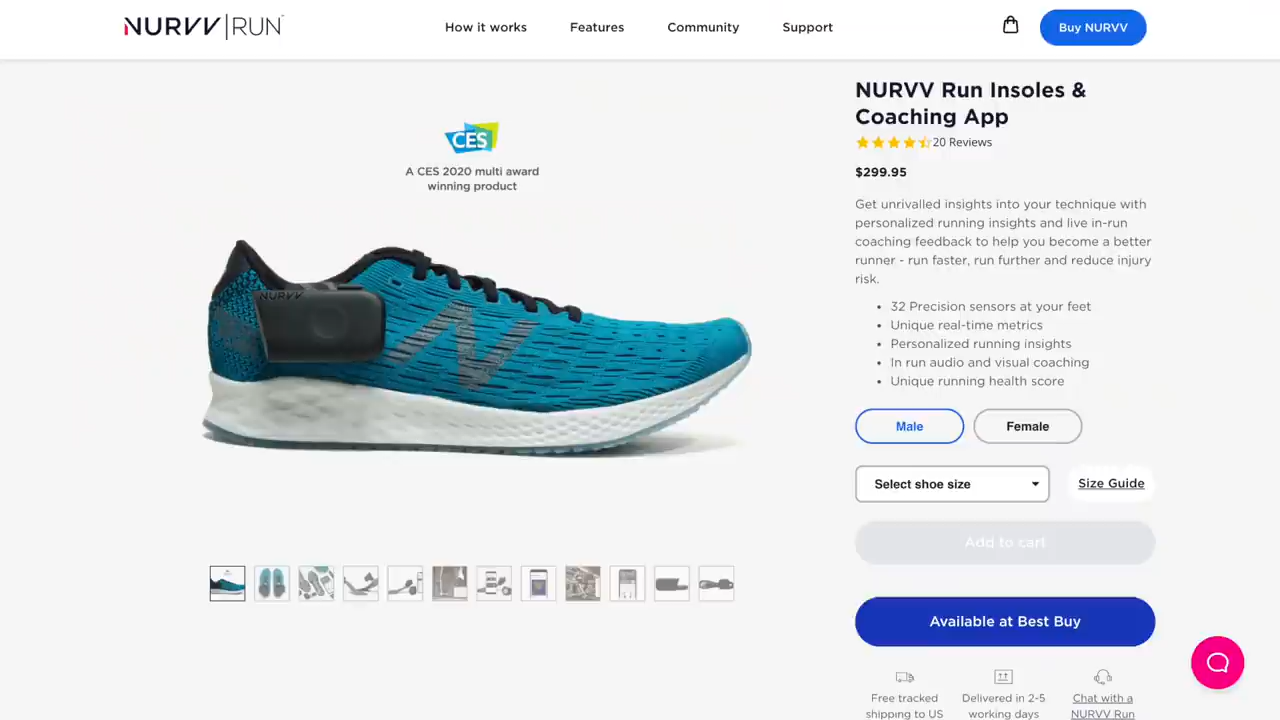 NURVV|RUN
How it works
Features
Community
Support
Buy NURVV
CES
A CES 2020 multi award
winning product
NURVV
NURVV Run Insoles &
Coaching App
20 Reviews
$299.95
Get unrivalled insights into your technique with
personalized running insights and live in-run
coaching feedback to help you become a better
runner - run faster, run further and reduce injury
risk.
32 Precision sensors at your feet
Unique real-time metrics
Personalized running insights
In run audio and visual coaching
Unique running health score
Male
Female
Select shoe size
Size Guide
Add to cart
Available at Best Buy
Free tracked
shipping to US
Delivered in 2-5
working days
Chat with a
NURVV Run